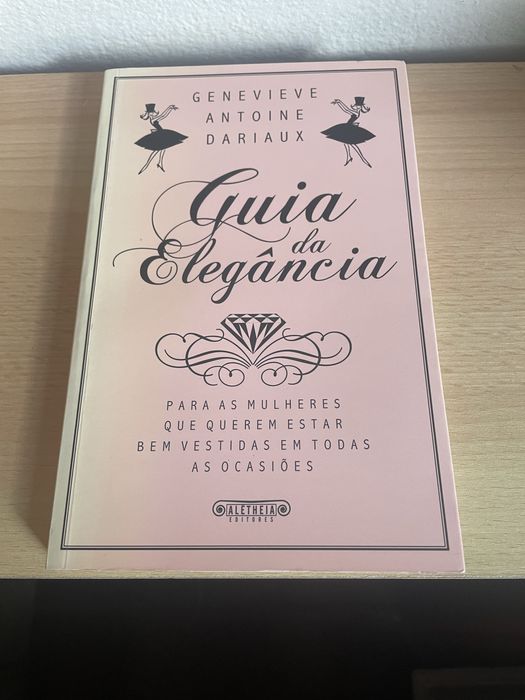 GENEVIEVE
ANTOINE
DARIAUX
Guia
da
Elegância
PARA AS MULHERES
QUE QUEREM ESTAR
BEM VESTIDAS EM TODAS
AS OCASIÕES
ALÊTHEIA
EDITORES